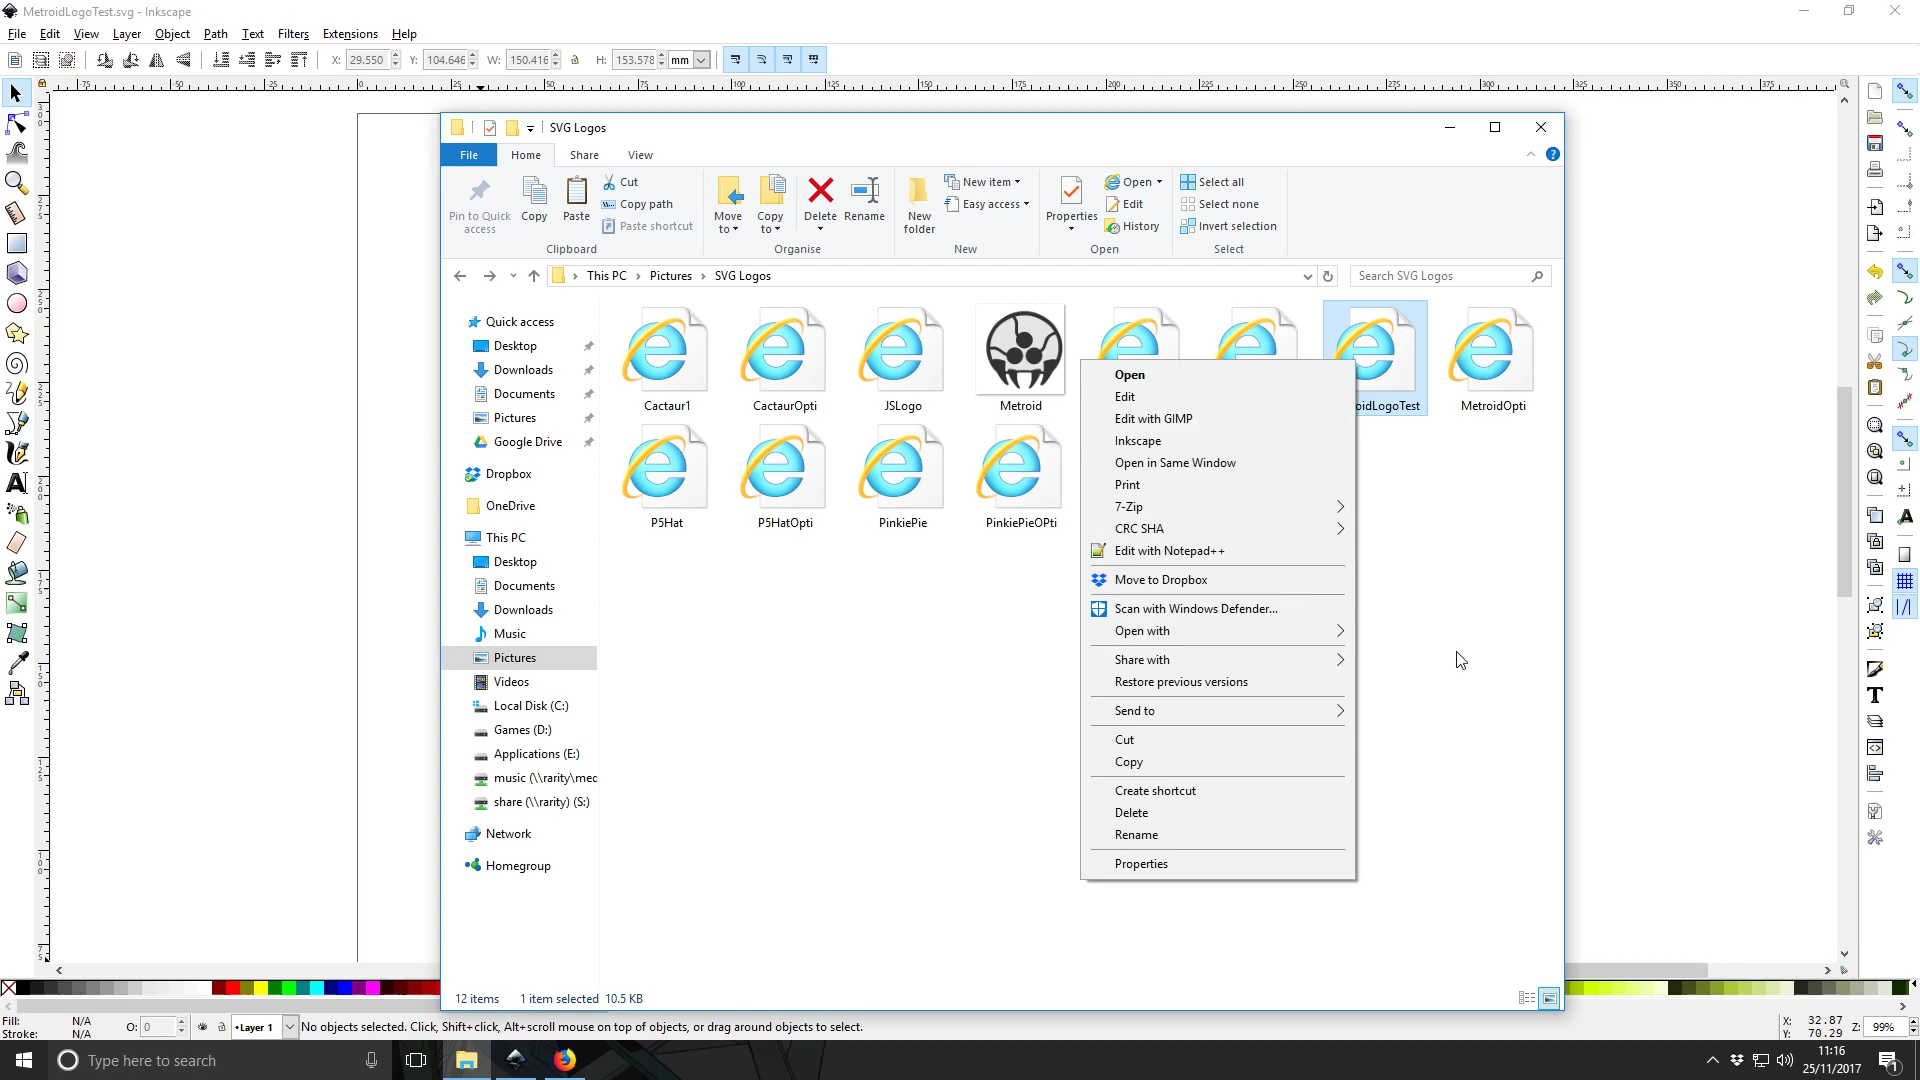 MetroidLogoTest.svg - Inkscape
File Edit View Layer Object Path Text Filters Extensions Help
X: 29.550 Y: 104.646 W: 150.416 H: 153.578 mm
SVG Logos
File Home Share View
Pin to Quick access
Copy
Paste
Cut
Copy path
Paste shortcut
Clipboard
Move to
Copy to
Delete
Rename
Organise
New folder
New item
Easy access
New
Properties
Open
Edit
History
Open
Select all
Select none
Invert selection
Select
This PC > Pictures > SVG Logos
Search SVG Logos
Quick access
Desktop
Downloads
Documents
Pictures
Google Drive
Dropbox
OneDrive
This PC
Desktop
Documents
Downloads
Music
Pictures
Videos
Local Disk (C:)
Games (D:)
Applications (E:)
music (\\rarity\med
share (\\rarity) (S:)
Network
Homegroup
Cactaur1
CactaurOpti
JSLogo
Metroid
oidLogoTest
MetroidOpti
P5Hat
P5HatOpti
PinkiePie
PinkiePieOPti
Open
Edit
Edit with GIMP
Inkscape
Open in Same Window
Print
7-Zip
CRC SHA
Edit with Notepad++
Move to Dropbox
Scan with Windows Defender...
Open with
Share with
Restore previous versions
Send to
Cut
Copy
Create shortcut
Delete
Rename
Properties
12 items 1 item selected 10.5 KB
Fill: N/A
Stroke: N/A
O: 0
•Layer 1
No objects selected. Click, Shift+click, Alt+scroll mouse on top of objects, or drag around objects to select.
X: 32.87
Y: 70.29
Z: 99%
Type here to search
11:16
25/11/2017
1